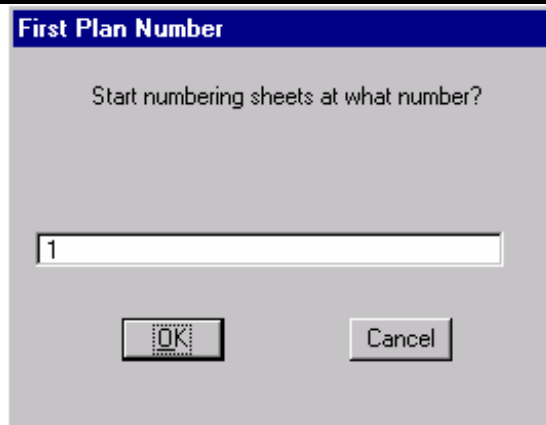 First Plan Number
Start numbering sheets at what number?
1
OK
Cancel